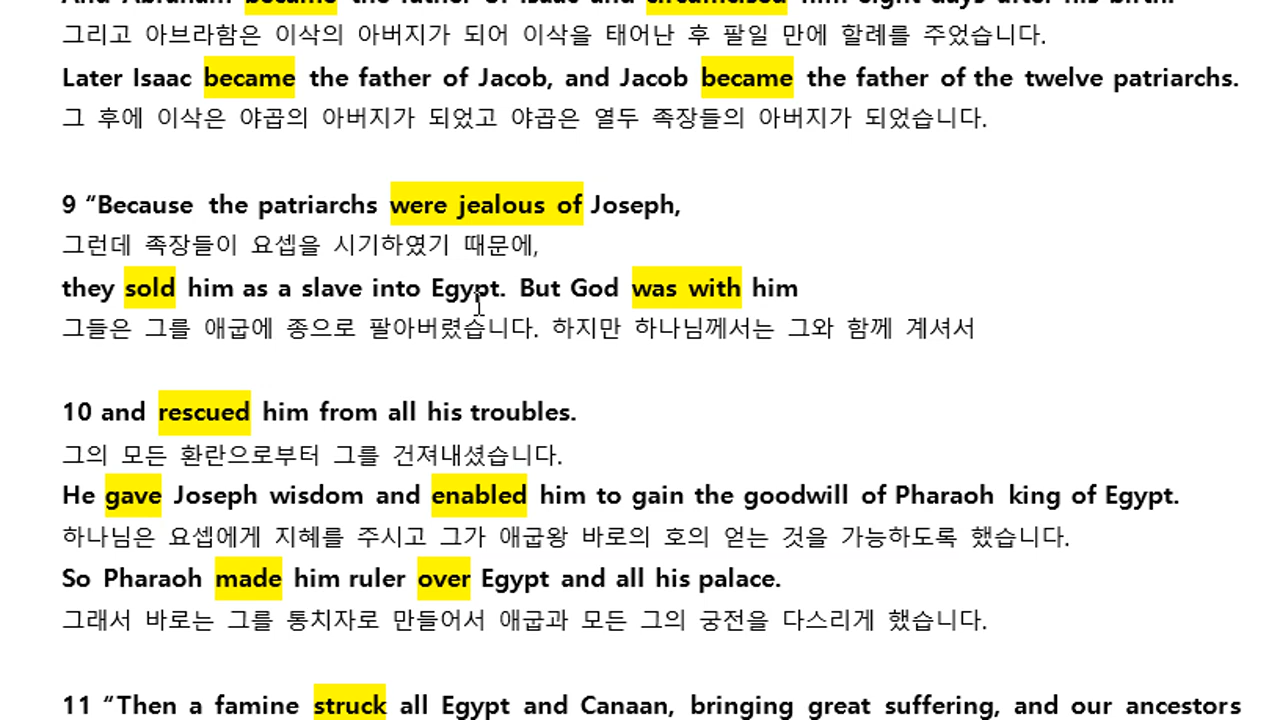 And Abraham became the father of Isaac and circumcised him eight days after his birth.
그리고 아브라함은 이삭의 아버지가 되어 이삭을 태어난 후 팔일 만에 할례를 주었습니다.
Later Isaac became the father of Jacob, and Jacob became the father of the twelve patriarchs.
그 후에 이삭은 야곱의 아버지가 되었고 야곱은 열두 족장들의 아버지가 되었습니다.
9 “Because the patriarchs were jealous of Joseph,
그런데 족장들이 요셉을 시기하였기 때문에,
they sold him as a slave into Egypt. But God was with him
그들은 그를 애굽에 종으로 팔아버렸습니다. 하지만 하나님께서는 그와 함께 계셔서
10 and rescued him from all his troubles.
그의 모든 환란으로부터 그를 건져내셨습니다.
He gave Joseph wisdom and enabled him to gain the goodwill of Pharaoh king of Egypt.
하나님은 요셉에게 지혜를 주시고 그가 애굽왕 바로의 호의 얻는 것을 가능하도록 했습니다.
So Pharaoh made him ruler over Egypt and all his palace.
그래서 바로는 그를 통치자로 만들어서 애굽과 모든 그의 궁전을 다스리게 했습니다.
11 “Then a famine struck all Egypt and Canaan, bringing great suffering, and our ancestors